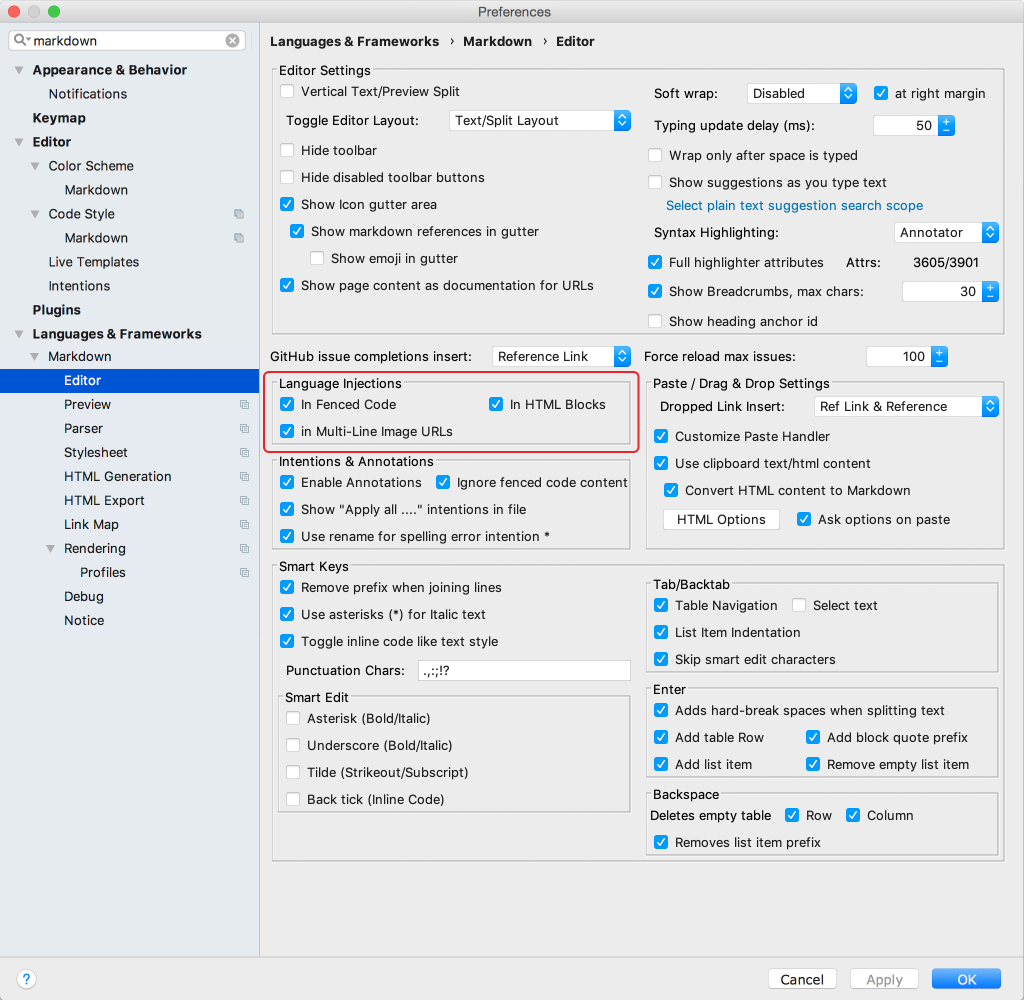 Preferences
markdown
Appearance & Behavior
Notifications
Keymap
Editor
Color Scheme
Markdown
Code Style
Markdown
Live Templates
Intentions
Plugins
Languages & Frameworks
Markdown
Editor
Preview
Parser
Stylesheet
HTML Generation
HTML Export
Link Map
Rendering
Profiles
Debug
Notice
Languages & Frameworks › Markdown › Editor
Editor Settings
Vertical Text/Preview Split
Toggle Editor Layout: Text/Split Layout
Hide toolbar
Hide disabled toolbar buttons
Show Icon gutter area
Show markdown references in gutter
Show emoji in gutter
Show page content as documentation for URLs
Soft wrap: Disabled at right margin
Typing update delay (ms): 50
Wrap only after space is typed
Show suggestions as you type text
Select plain text suggestion search scope
Syntax Highlighting: Annotator
Full highlighter attributes Attrs: 3605/3901
Show Breadcrumbs, max chars: 30
Show heading anchor id
GitHub issue completions insert: Reference Link Force reload max issues: 100
Language Injections
In Fenced Code In HTML Blocks
in Multi-Line Image URLs
Intentions & Annotations
Enable Annotations Ignore fenced code content
Show "Apply all ...." intentions in file
Use rename for spelling error intention *
Paste / Drag & Drop Settings
Dropped Link Insert: Ref Link & Reference
Customize Paste Handler
Use clipboard text/html content
Convert HTML content to Markdown
HTML Options Ask options on paste
Smart Keys
Remove prefix when joining lines
Use asterisks (*) for Italic text
Toggle inline code like text style
Punctuation Chars: .,:;!?
Smart Edit
Asterisk (Bold/Italic)
Underscore (Bold/Italic)
Tilde (Strikeout/Subscript)
Back tick (Inline Code)
Tab/Backtab
Table Navigation Select text
List Item Indentation
Skip smart edit characters
Enter
Adds hard-break spaces when splitting text
Add table Row Add block quote prefix
Add list item Remove empty list item
Backspace
Deletes empty table Row Column
Removes list item prefix
? Cancel Apply OK